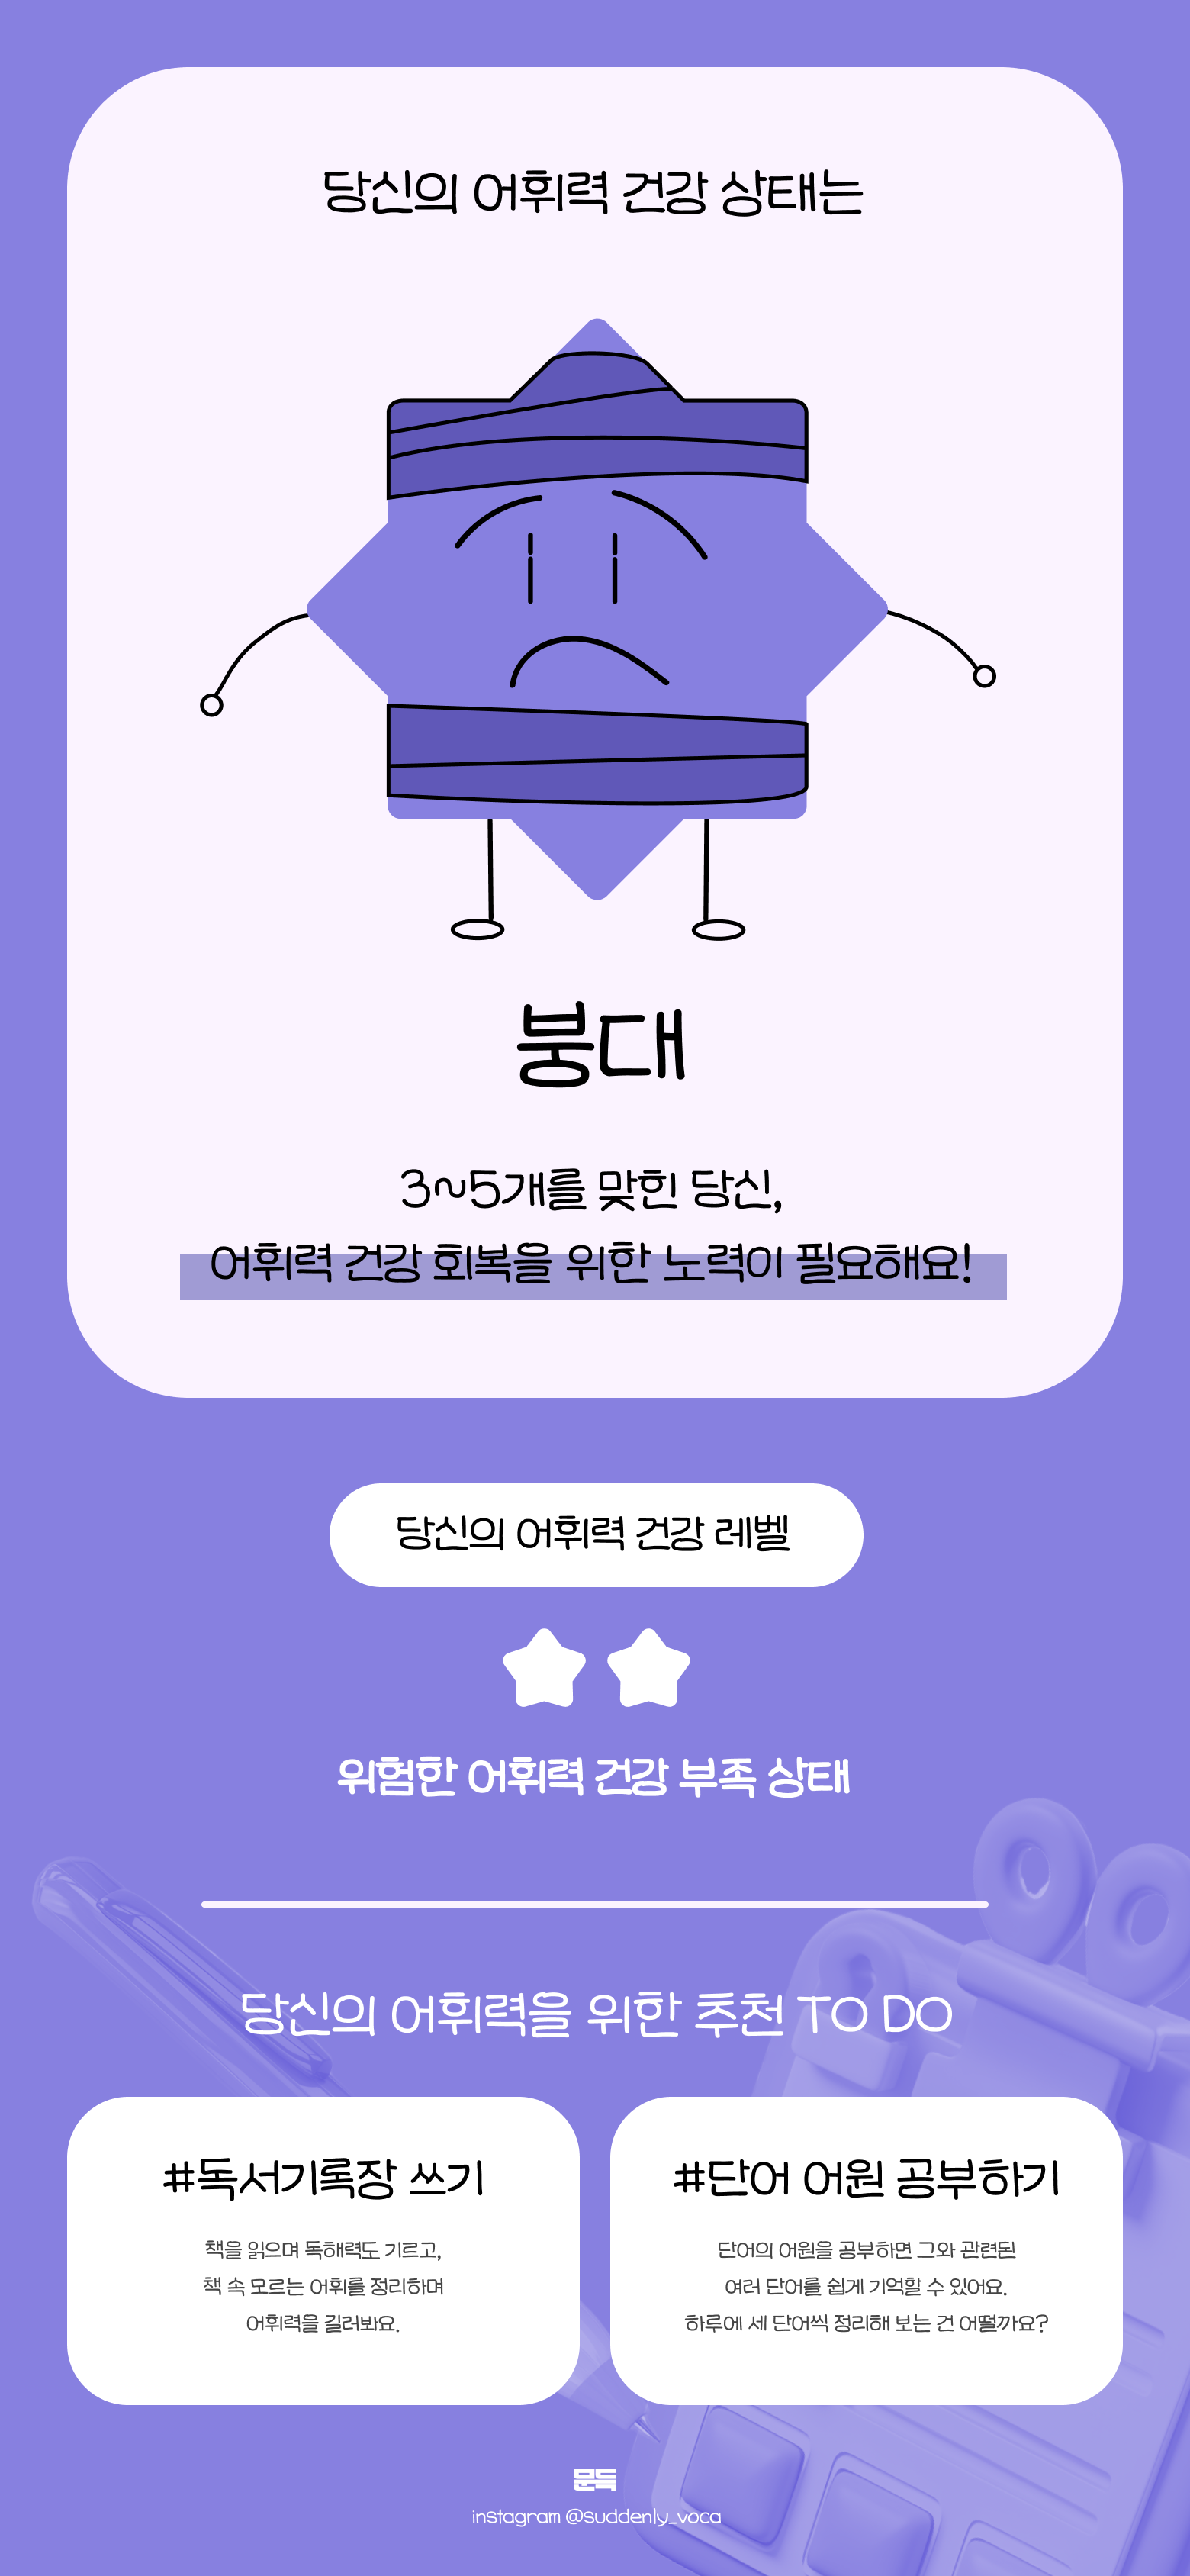 당신의 어휘력 건강 상태는
붕대
3~5개를 맞힌 당신,
어휘력 건강 회복을 위한 노력이 필요해요!
당신의 어휘력 건강 레벨
위험한 어휘력 건강 부족 상태
당신의 어휘력을 위한 추천 TO DO
#독서기록장 쓰기
책을 읽으며 독해력도 기르고,
책 속 모르는 어휘를 정리하며
어휘력을 길러봐요.
#단어 어원 공부하기
단어의 어원을 공부하면 그와 관련된
여러 단어를 쉽게 기억할 수 있어요.
하루에 세 단어씩 정리해 보는 건 어떨까요?
문득
instagram @suddenly_voca